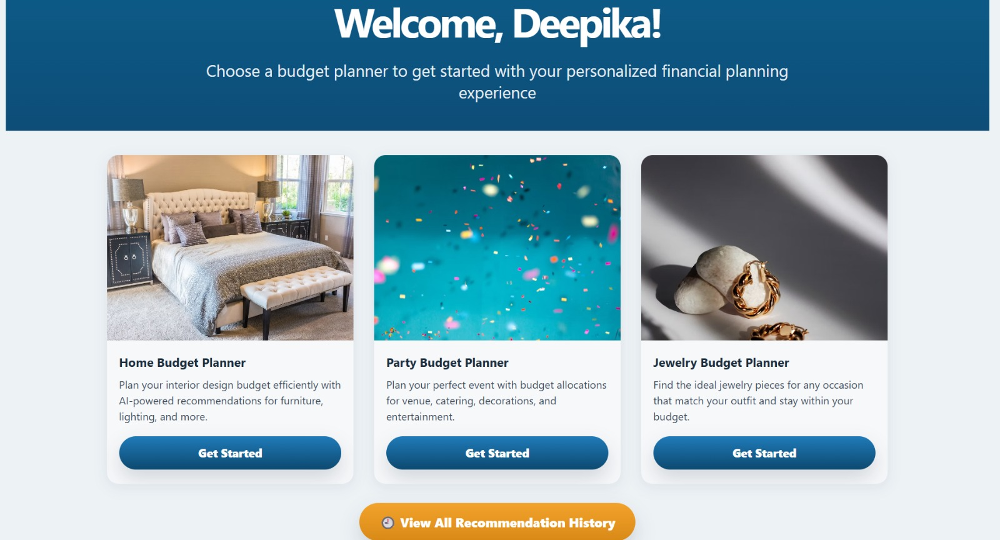 Welcome, Deepika!
Choose a budget planner to get started with your personalized financial planning
experience
Home Budget Planner
Plan your interior design budget efficiently with
AI-powered recommendations for furniture,
lighting, and more.
Get Started
Party Budget Planner
Plan your perfect event with budget allocations
for venue, catering, decorations, and
entertainment.
Get Started
Jewelry Budget Planner
Find the ideal jewelry pieces for any occasion
that match your outfit and stay within your
budget.
Get Started
View All Recommendation History